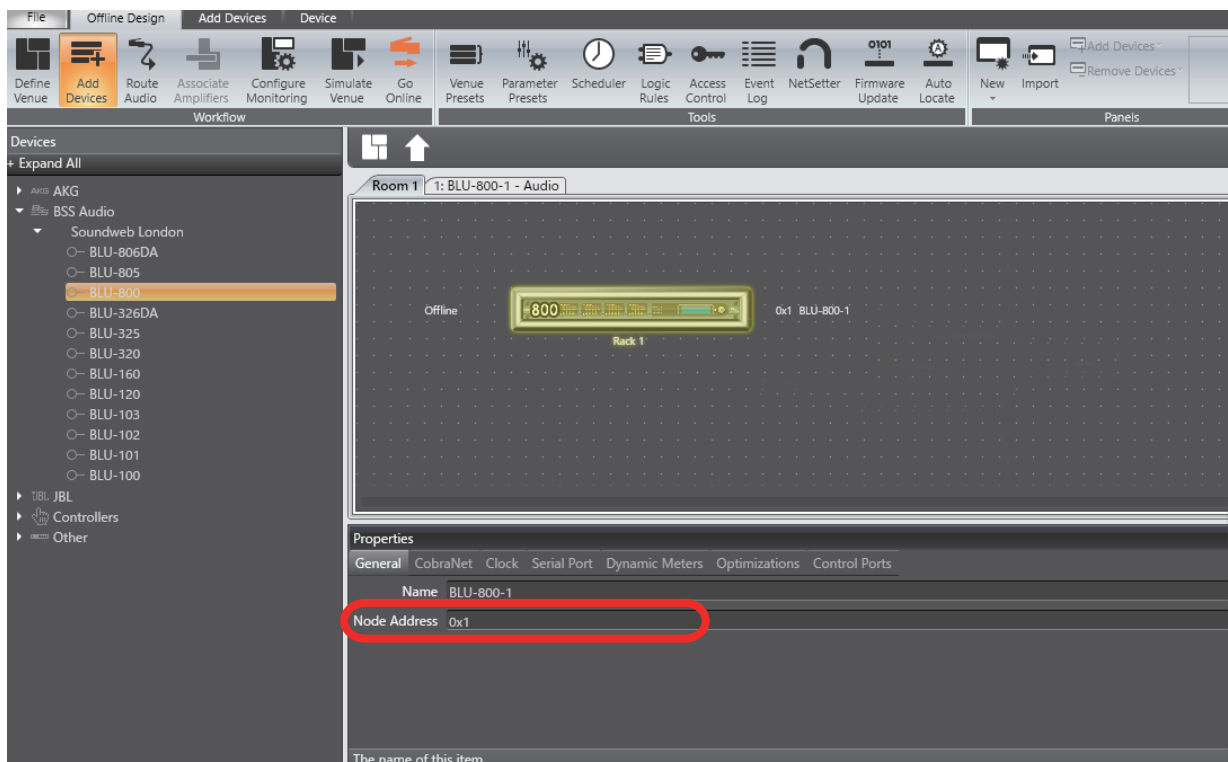 File Offline Design Add Devices Device
Define Venue
Add Devices
Route Audio
Associate Amplifiers
Configure Monitoring
Simulate Venue
Go Online
Venue Presets
Parameter Presets
Scheduler
Logic Rules
Access Control
Event Log
NetSetter
Firmware Update
Auto Locate
New
Import
Add Devices
Remove Devices
Workflow
Tools
Panels
Devices
+ Expand All
AKG AKG
BSS Audio
Soundweb London
BLU-806DA
BLU-805
BLU-800
BLU-326DA
BLU-325
BLU-320
BLU-160
BLU-120
BLU-103
BLU-102
BLU-101
BLU-100
JBL JBL
Controllers
Other
Room 1 1: BLU-800-1 - Audio
Offline 800 0x1 BLU-800-1
Rack 1
Properties
General CobraNet Clock Serial Port Dynamic Meters Optimizations Control Ports
Name BLU-800-1
Node Address 0x1
The name of this item